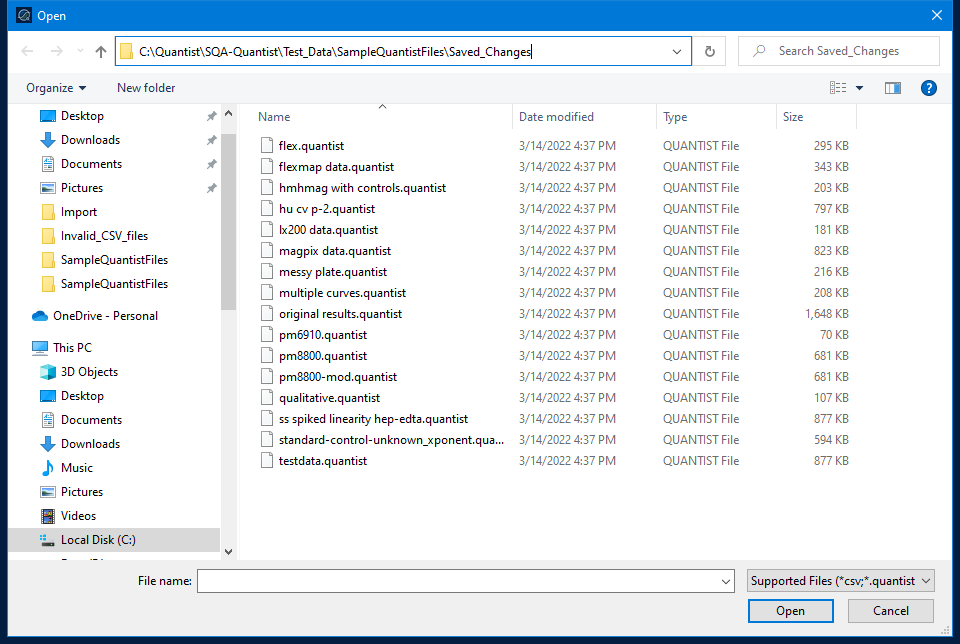 Open
C:\Quantist\SQA-Quantist\Test_Data\SampleQuantistFiles\Saved_Changes
Search Saved_Changes
Organize
New folder
?
Desktop
Downloads
Documents
Pictures
Import
Invalid_CSV_files
SampleQuantistFiles
SampleQuantistFiles
OneDrive - Personal
This PC
3D Objects
Desktop
Documents
Downloads
Music
Pictures
Videos
Local Disk (C:)
Name Date modified Type Size
flex.quantist 3/14/2022 4:37 PM QUANTIST File 295 KB
flexmap data.quantist 3/14/2022 4:37 PM QUANTIST File 343 KB
hmhmag with controls.quantist 3/14/2022 4:37 PM QUANTIST File 203 KB
hu cv p-2.quantist 3/14/2022 4:37 PM QUANTIST File 797 KB
lx200 data.quantist 3/14/2022 4:37 PM QUANTIST File 181 KB
magpix data.quantist 3/14/2022 4:37 PM QUANTIST File 823 KB
messy plate.quantist 3/14/2022 4:37 PM QUANTIST File 216 KB
multiple curves.quantist 3/14/2022 4:37 PM QUANTIST File 208 KB
original results.quantist 3/14/2022 4:37 PM QUANTIST File 1,648 KB
pm6910.quantist 3/14/2022 4:37 PM QUANTIST File 70 KB
pm8800.quantist 3/14/2022 4:37 PM QUANTIST File 681 KB
pm8800-mod.quantist 3/14/2022 4:37 PM QUANTIST File 681 KB
qualitative.quantist 3/14/2022 4:37 PM QUANTIST File 107 KB
ss spiked linearity hep-edta.quantist 3/14/2022 4:37 PM QUANTIST File 877 KB
standard-control-unknown_xponent.qua... 3/14/2022 4:37 PM QUANTIST File 594 KB
testdata.quantist 3/14/2022 4:37 PM QUANTIST File 877 KB
File name:
Supported Files (*csv;*.quantist
Open
Cancel